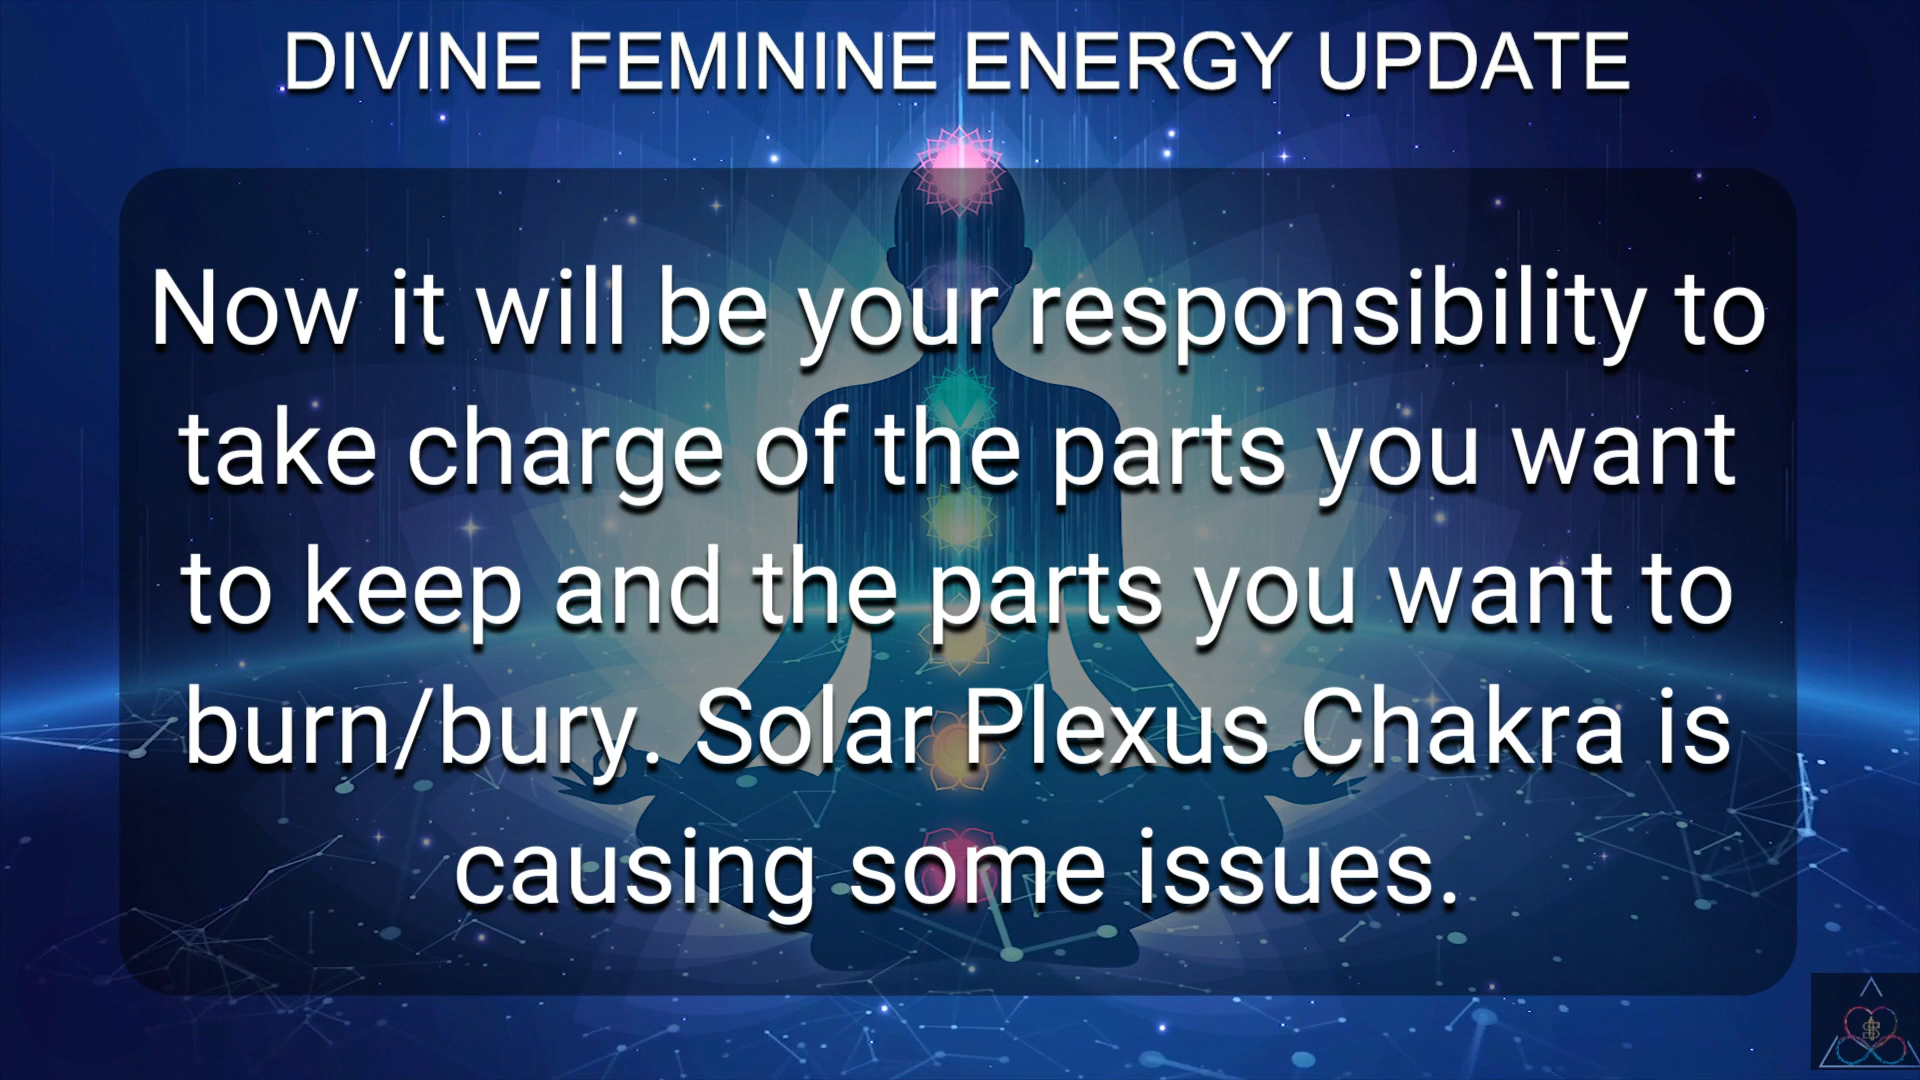 DIVINE FEMININE ENERGY UPDATE
Now it will be your responsibility to
take charge of the parts you want
to keep and the parts you want to
burn/bury. Solar Plexus Chakra is
causing some issues.